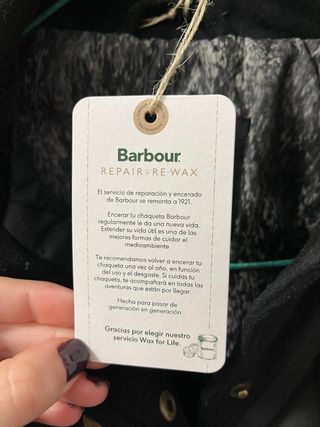 Barbour
REPAIR & RE-WAX
El servicio de reparación y encerado
de Barbour se remonta a 1921.
Encerar tu chaqueta Barbour
regularmente le da una nueva vida.
Extender su vida útil es una de las
mejores formas de cuidar el
medioambiente.
Te recomendamos volver a encerar tu
chaqueta una vez al año, en función
del uso y el desgaste. Si cuidas tu
chaqueta, te acompañará en todas las
aventuras que están por llegar.
Hecha para pasar de
generación en generación.
Gracias por elegir nuestro
servicio Wax for Life.
Barbour